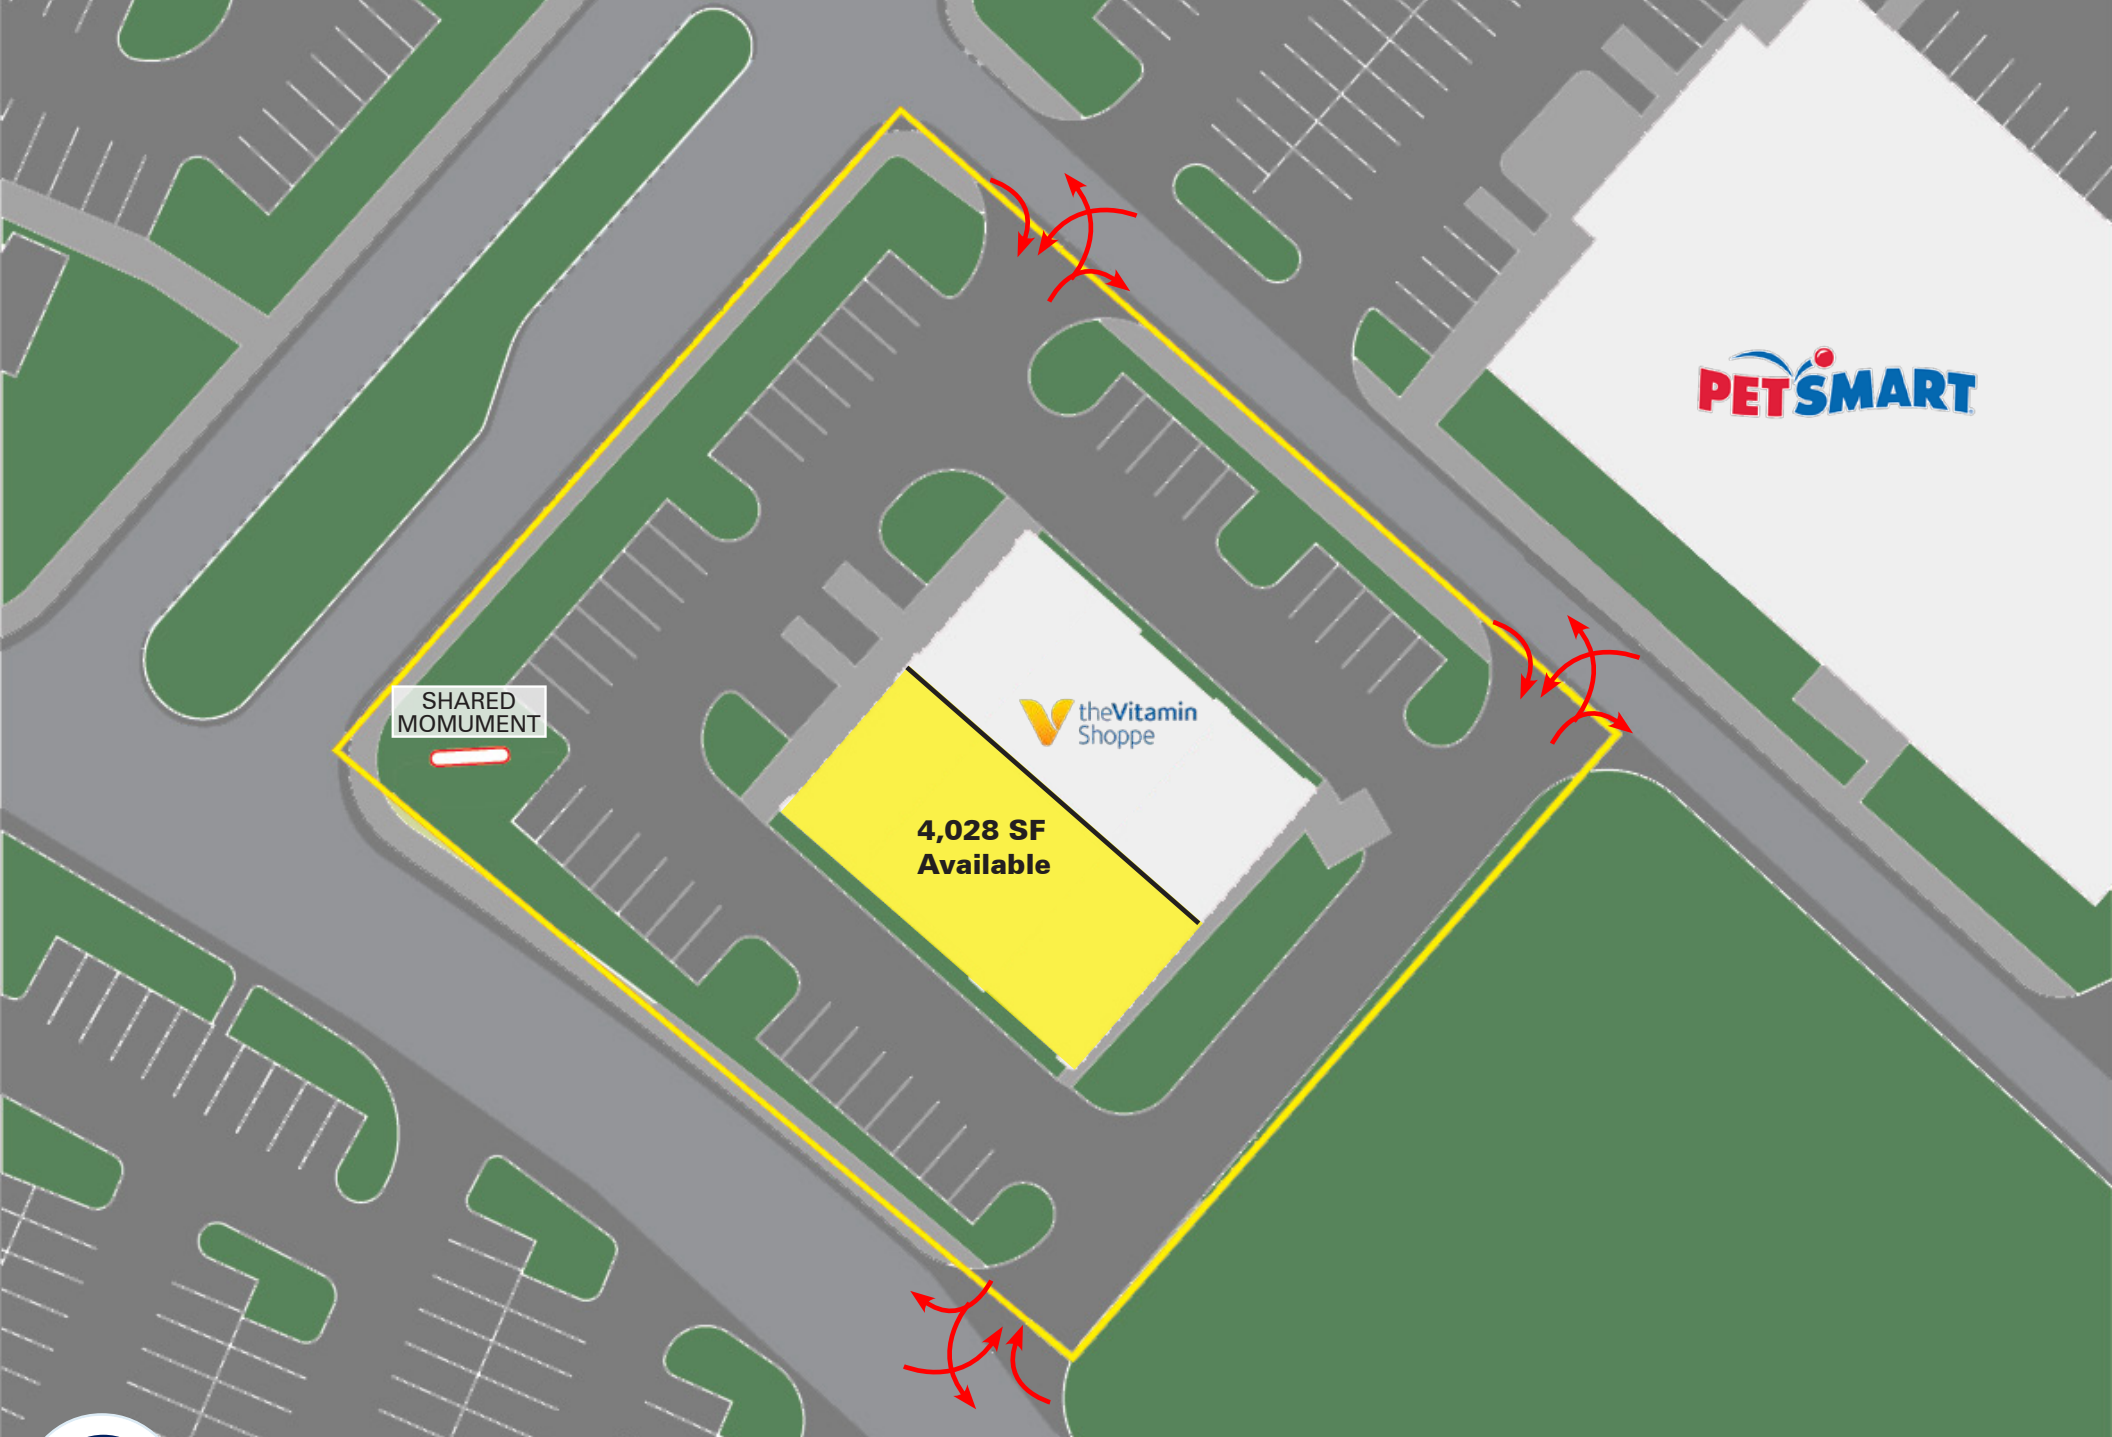 PETSMART
SHARED
MOMUMENT
theVitamin
Shoppe
4,028 SF
Available